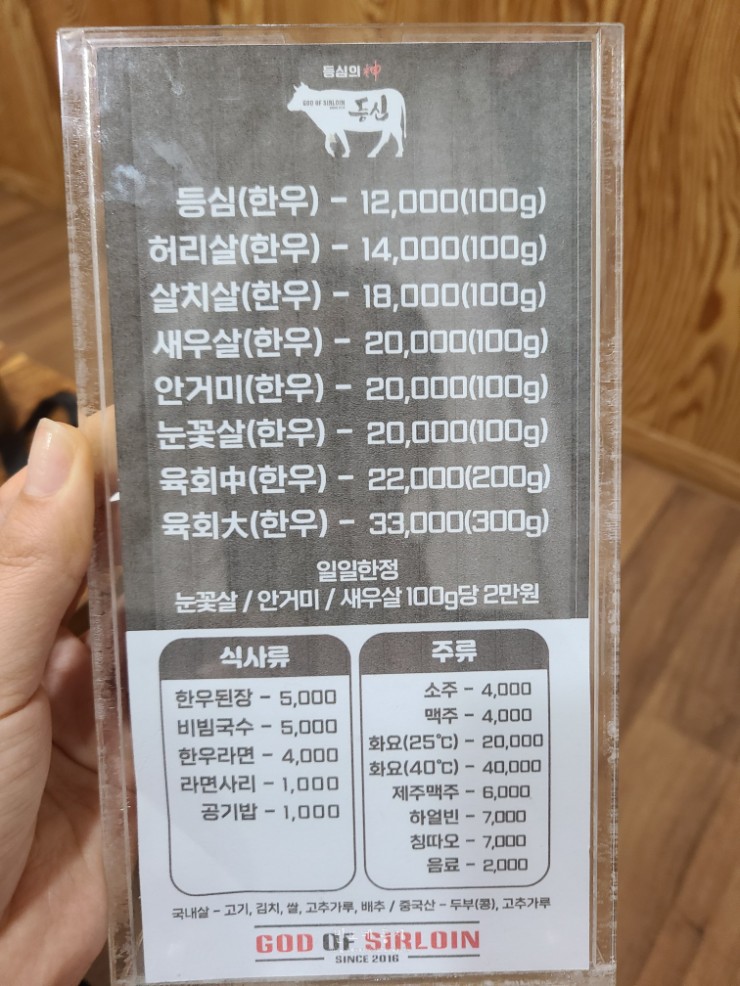 등심의神
GOD OF SIRLOIN
등심
등심(한우) - 12,000(100g)
허리살(한우) - 14,000(100g)
살치살(한우) - 18,000(100g)
새우살(한우) - 20,000(100g)
안거미(한우) - 20,000(100g)
눈꽃살(한우) - 20,000(100g)
육회中(한우) - 22,000(200g)
육회大(한우) - 33,000(300g)
일일한정
눈꽃살 / 안거미 / 새우살 100g당 2만원
식사류
한우된장 - 5,000
비빔국수 - 5,000
한우라면 - 4,000
라면사리 - 1,000
공기밥 - 1,000
주류
소주 - 4,000
맥주 - 4,000
화요(25℃) - 20,000
화요(40℃) - 40,000
제주맥주 - 6,000
하얼빈 - 7,000
칭따오 - 7,000
음료 - 2,000
국내살 - 고기, 김치, 쌀, 고추가루, 배추 / 중국산 - 두부(콩), 고추가루
GOD OF SIRLOIN
SINCE 2016